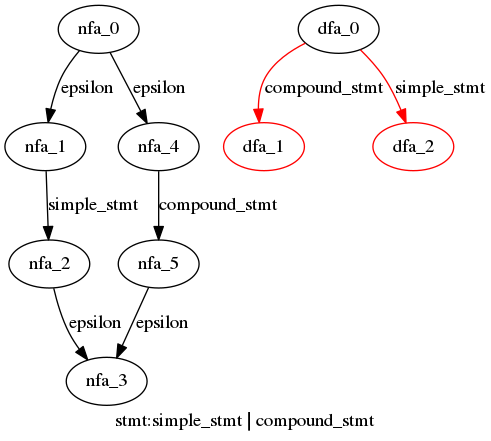 nfa_0
dfa_0
epsilon
epsilon
compound_stmt
simple_stmt
nfa_1
nfa_4
dfa_1
dfa_2
simple_stmt
compound_stmt
nfa_2
nfa_5
epsilon
epsilon
nfa_3
stmt:simple_stmt | compound_stmt